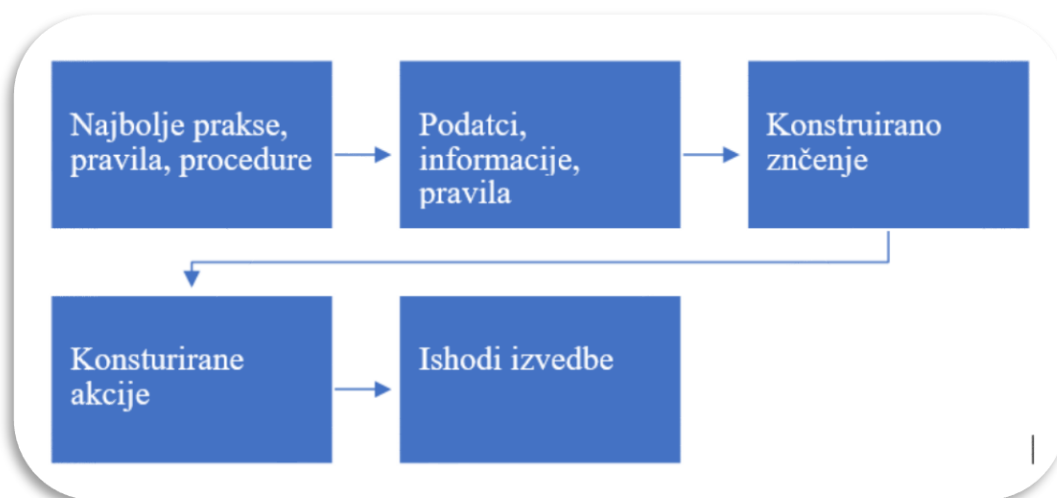 Najbolje prakse,
pravila, procedure
Podatci,
informacije,
pravila
Konstruirano
znčenje
Konsturirane
akcije
Ishodi izvedbe